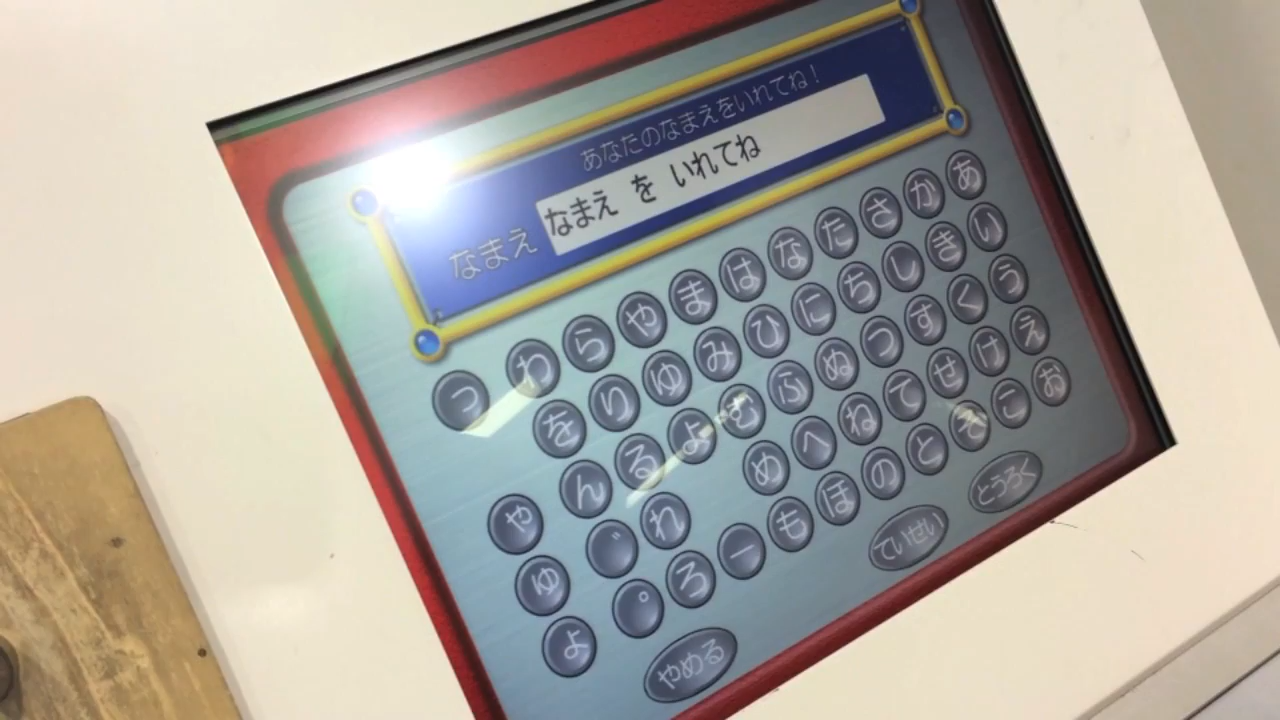 あなたのなまえをいれてね!
なまえ なまえ を いれてね
っ わ ら や ま は な た さ か あ
を り ゆ み ひ に ち し き い
ゃ ん る よ む ふ ぬ つ す く う
ゅ ゛ れ め へ ね て せ け え
ょ ゜ ろ ー も ほ の と そ こ お
やめる ていせい とうろく